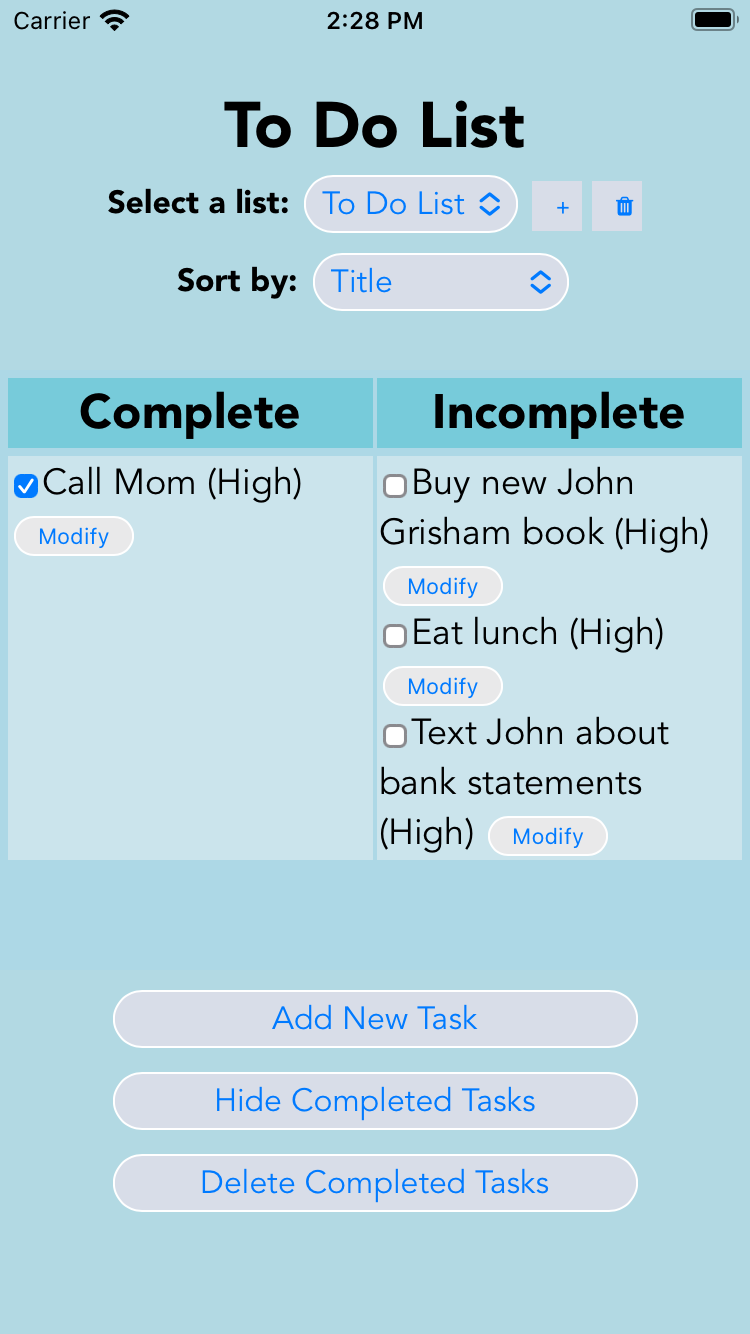 Carrier 2:28 PM
To Do List
Select a list: To Do List +
Sort by: Title
Complete Incomplete
Call Mom (High)
Modify
Buy new John
Grisham book (High)
Modify
Eat lunch (High)
Modify
Text John about
bank statements
(High) Modify
Add New Task
Hide Completed Tasks
Delete Completed Tasks